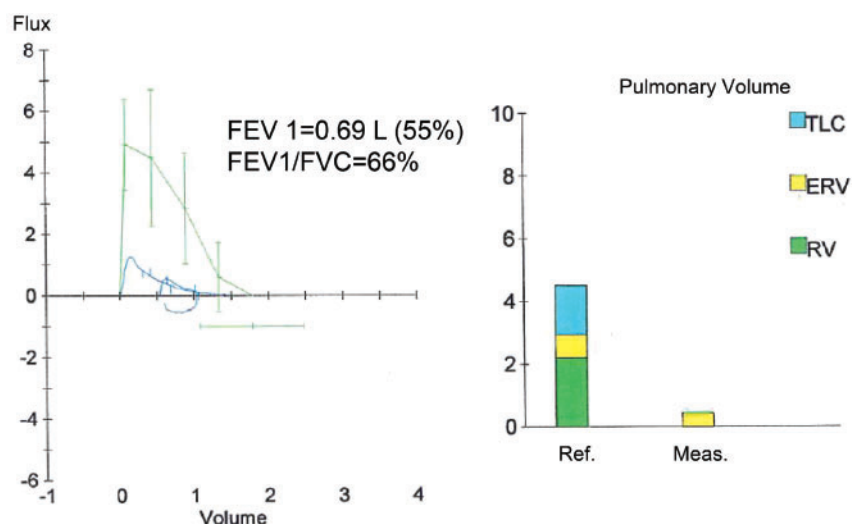 Flux
8
6
4
2
0
-2
-4
-6
-1
0
1
2
3
4
Volume
FEV 1=0.69 L (55%)
FEV1/FVC=66%
Pulmonary Volume
10
8
6
4
2
0
Ref.
Meas.
TLC
ERV
RV